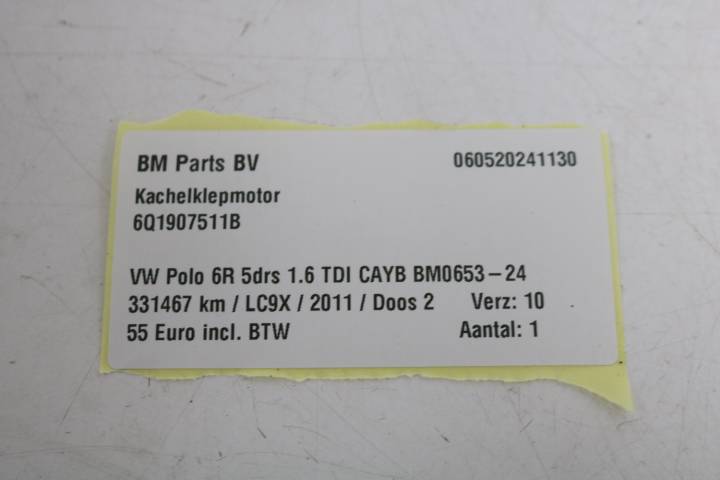 BM Parts BV 060520241130
Kachelklepmotor
6Q1907511B
VW Polo 6R 5drs 1.6 TDI CAYB BM0653-24
331467 km / LC9X / 2011 / Doos 2 Verz: 10
55 Euro incl. BTW Aantal: 1